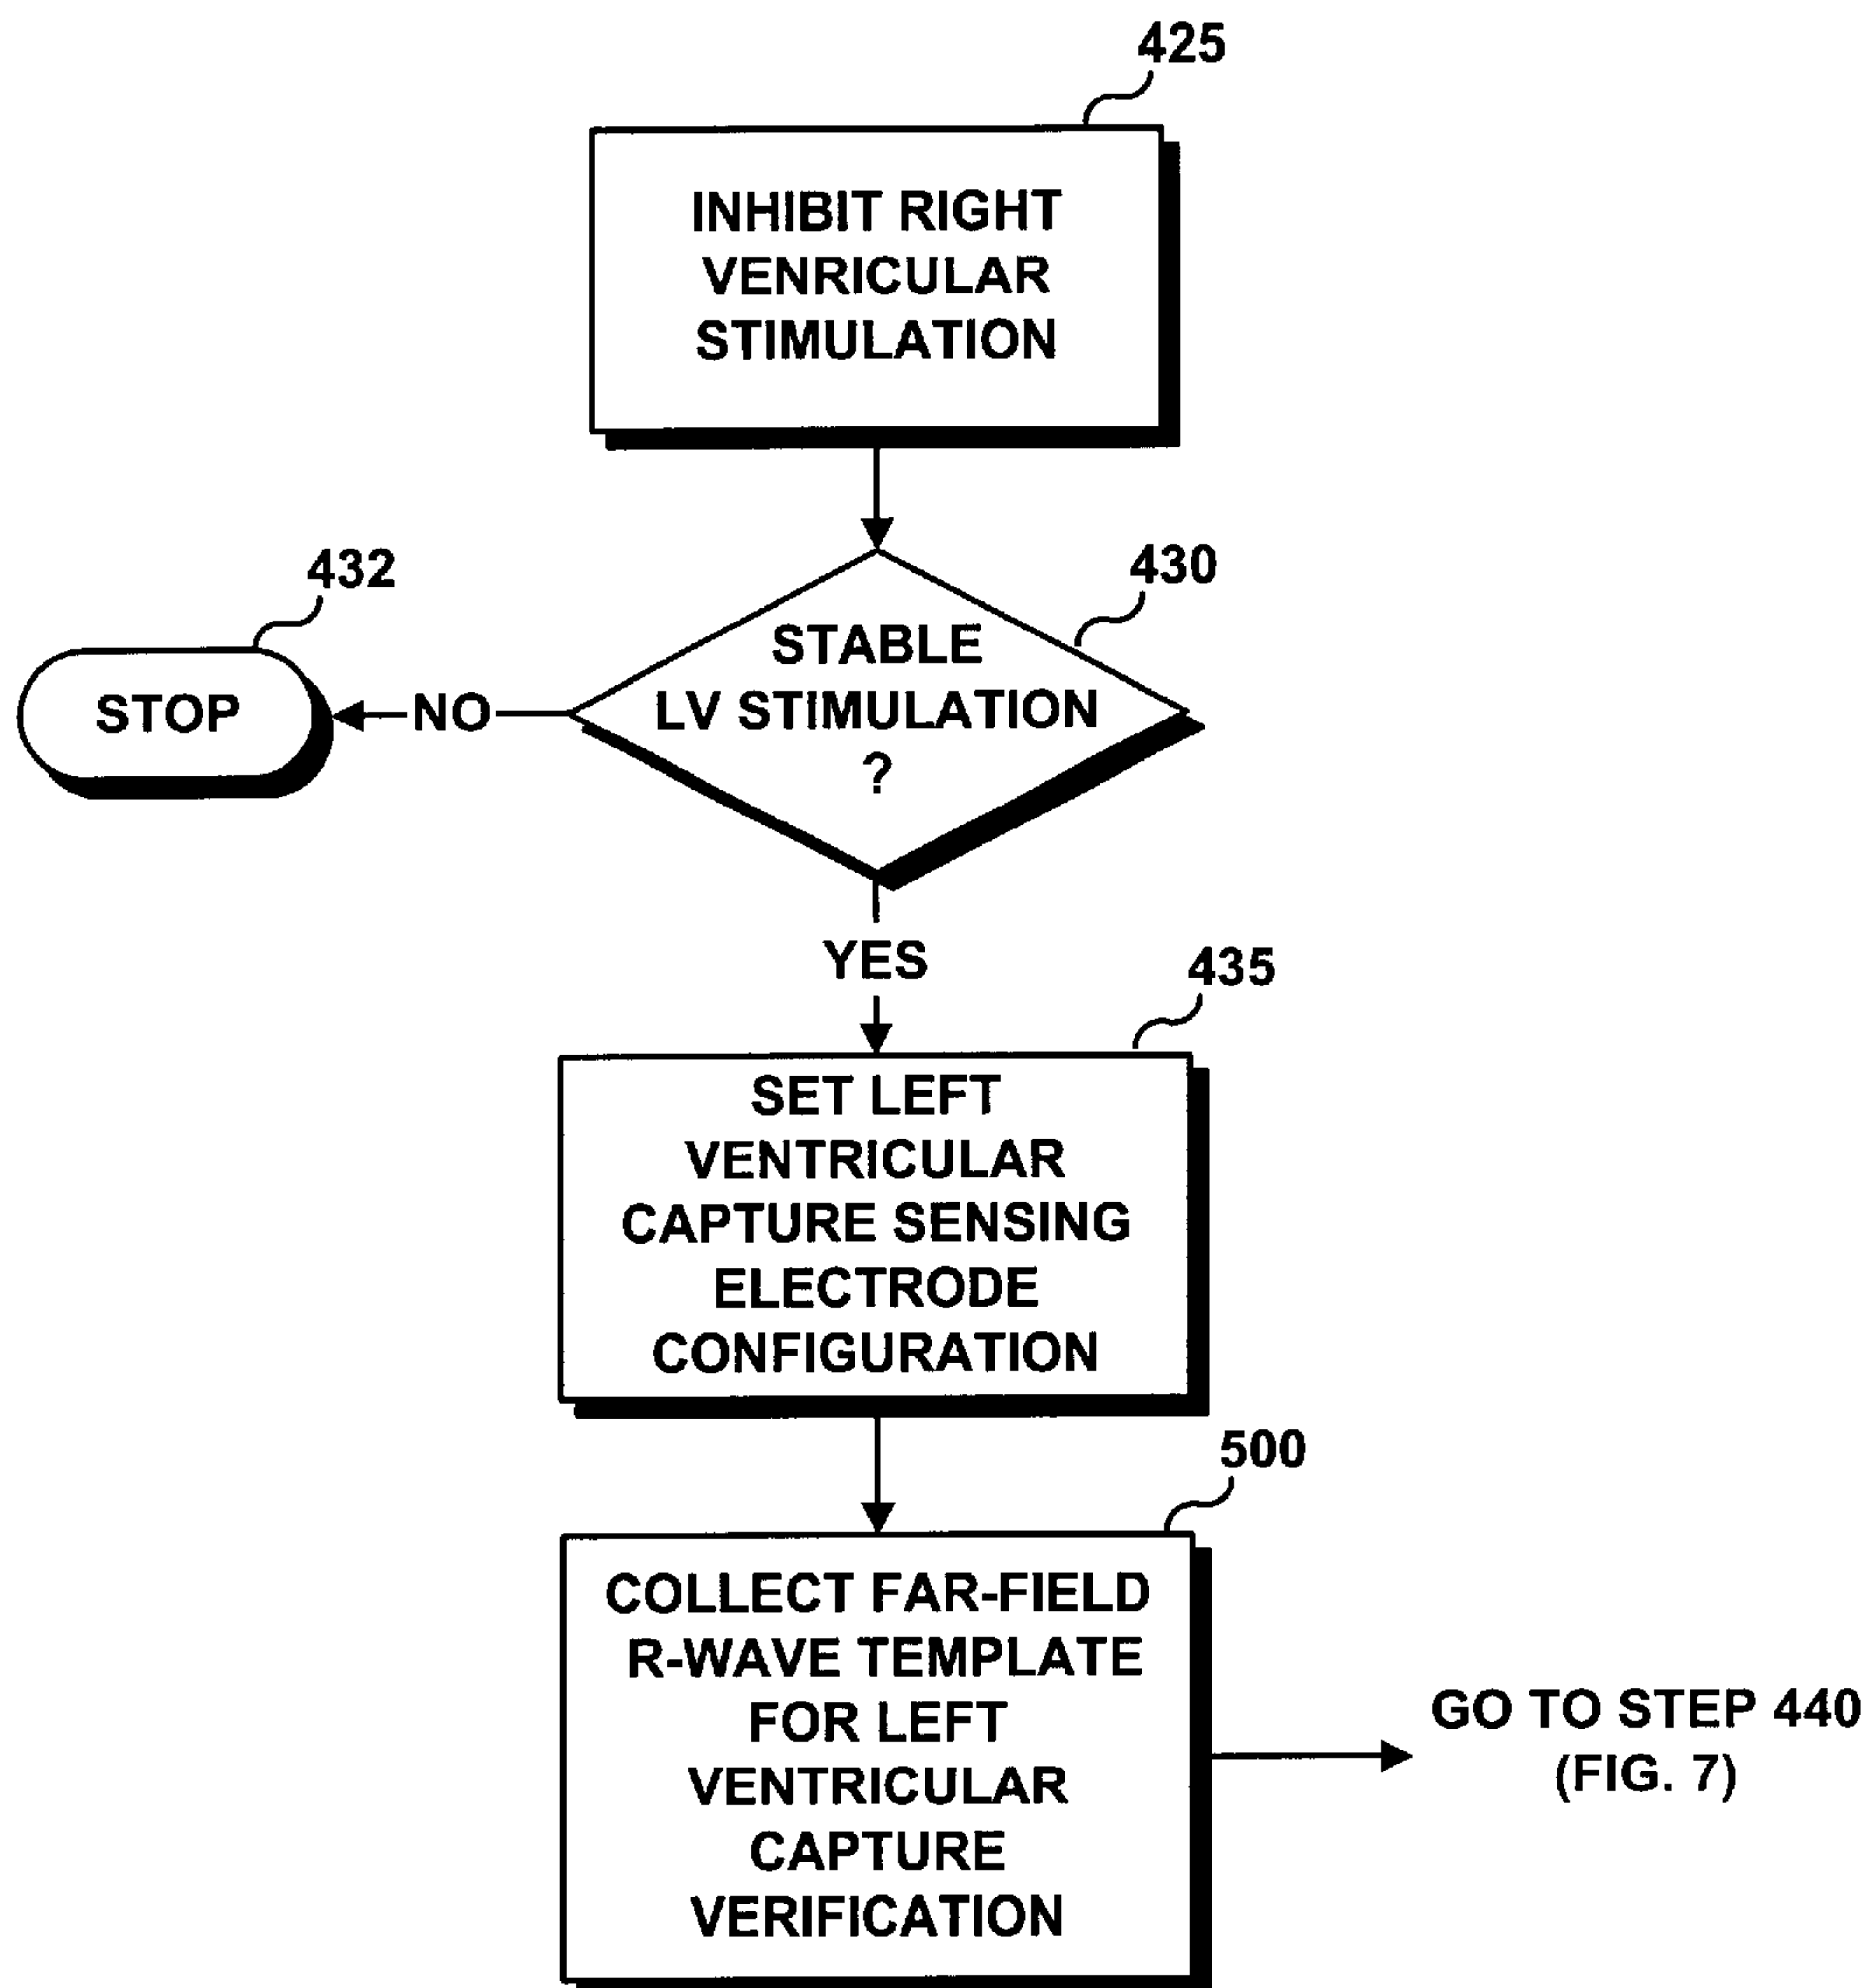 425
INHIBIT RIGHT
VENRICULAR
STIMULATION
432
430
STABLE
LV STIMULATION
?
STOP
NO
YES
435
SET LEFT
VENTRICULAR
CAPTURE SENSING
ELECTRODE
CONFIGURATION
500
COLLECT FAR-FIELD
R-WAVE TEMPLATE
FOR LEFT
VENTRICULAR
CAPTURE
VERIFICATION
GO TO STEP 440
(FIG. 7)